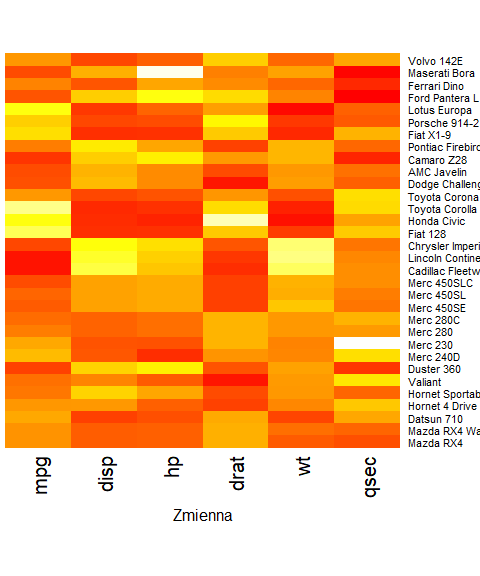 Volvo 142E
Maserati Bora
Ferrari Dino
Ford Pantera L
Lotus Europa
Porsche 914-2
Fiat X1-9
Pontiac Firebird
Camaro Z28
AMC Javelin
Dodge Challeng
Toyota Corona
Toyota Corolla
Honda Civic
Fiat 128
Chrysler Imperi
Lincoln Contine
Cadillac Fleetw
Merc 450SLC
Merc 450SL
Merc 450SE
Merc 280C
Merc 280
Merc 230
Merc 240D
Duster 360
Valiant
Hornet Sportab
Hornet 4 Drive
Datsun 710
Mazda RX4 Wa
Mazda RX4
mpg disp hp drat wt qsec
Zmienna